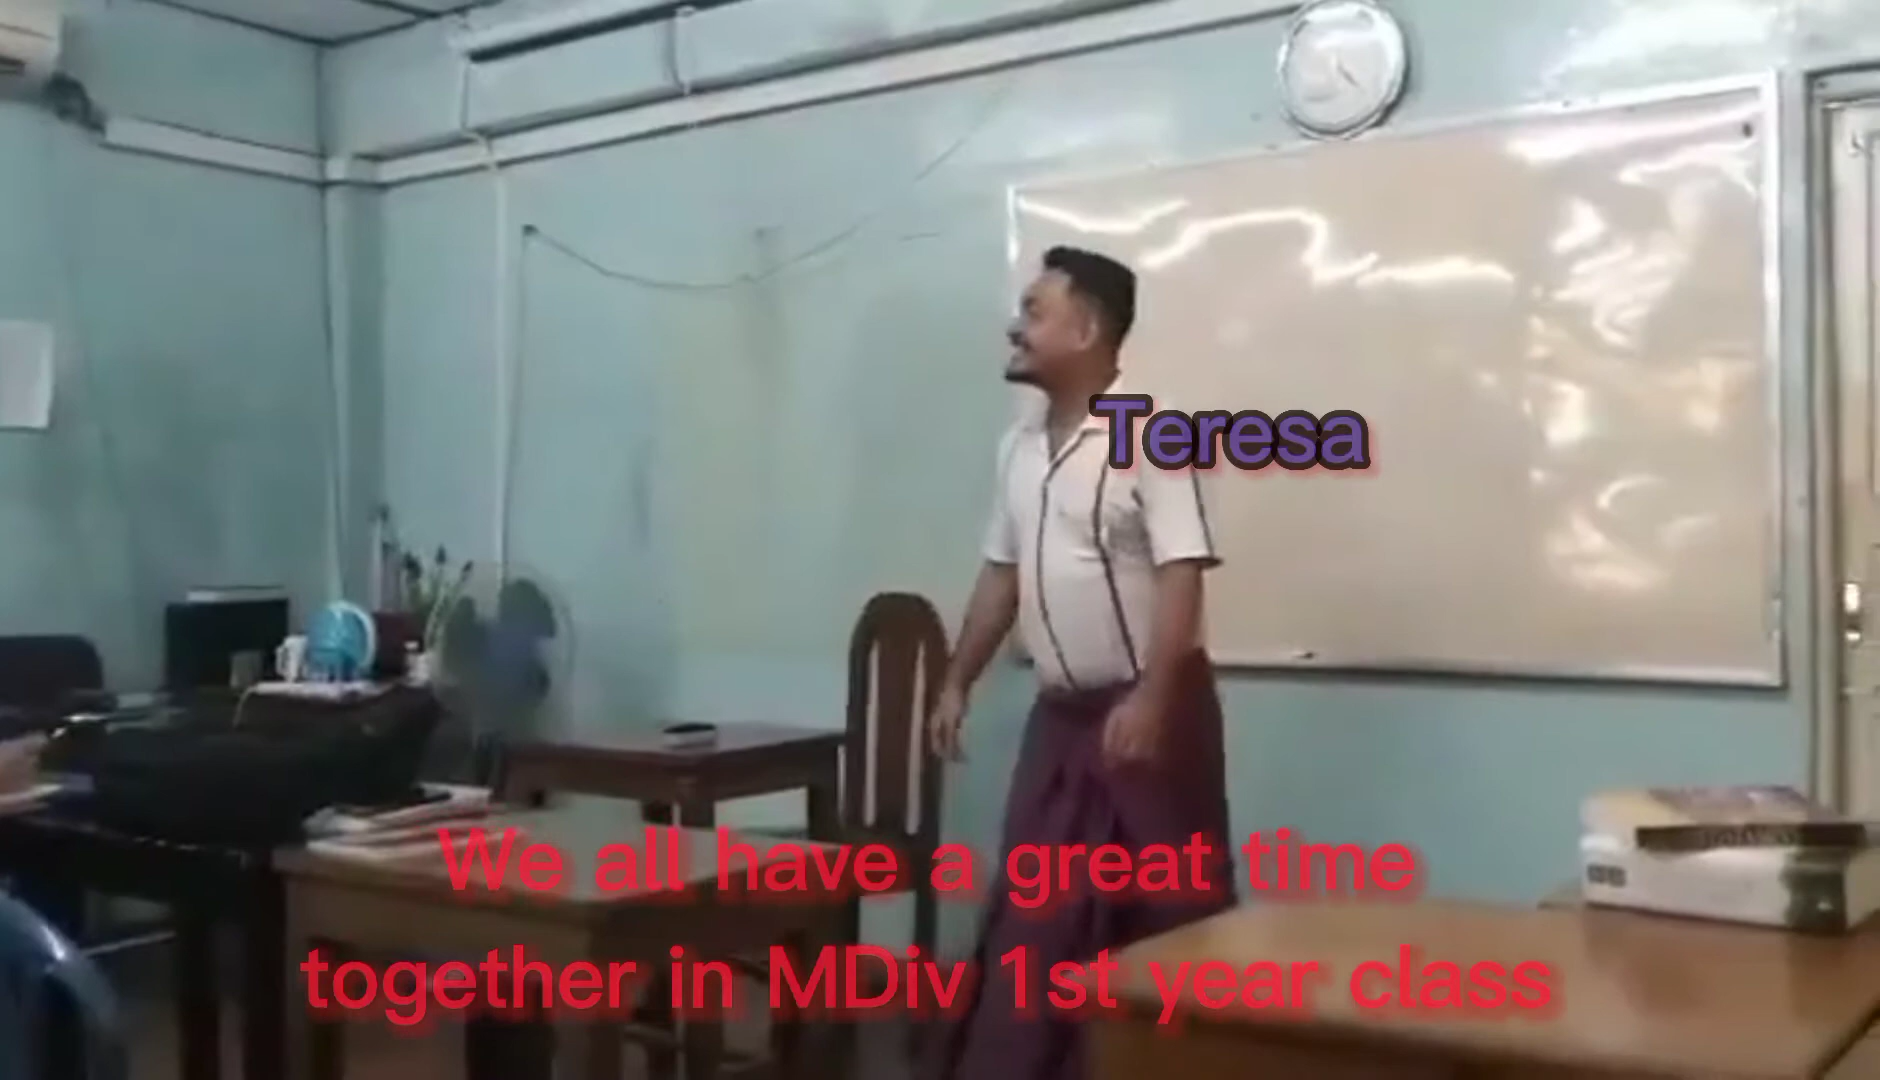 Teresa
We all have a great time
together in MDiv 1st year class